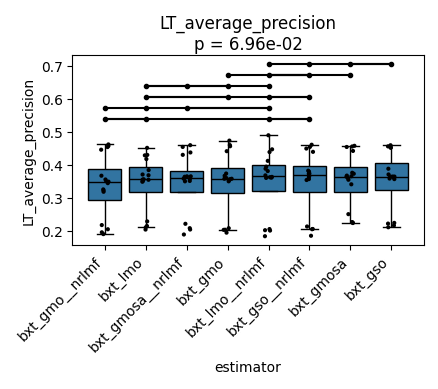 LT_average_precision
p = 6.96e-02
LT_average_precision
0.7
0.6
0.5
0.4
0.3
0.2
bxt_gmo__nrlmf
bxt_lmo
bxt_gmosa__nrlmf
bxt_gmo
bxt_lmo__nrlmf
bxt_gso__nrlmf
bxt_gmosa
bxt_gso
estimator